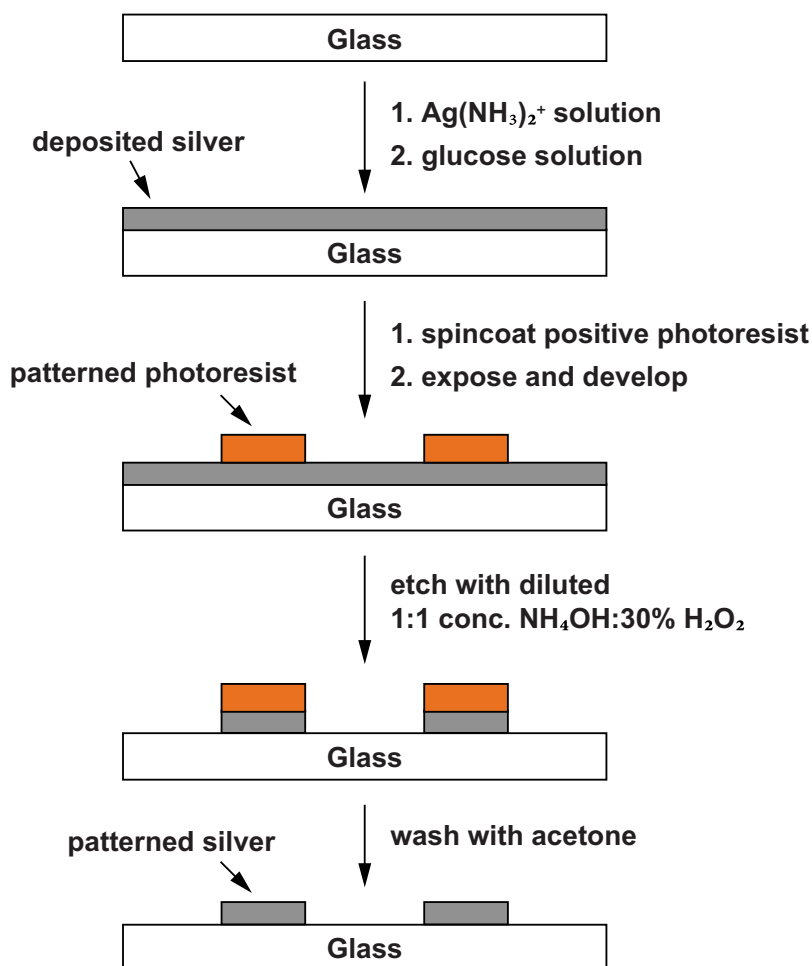 Glass
1. Ag(NH₃)₂⁺ solution
2. glucose solution
deposited silver
Glass
1. spincoat positive photoresist
2. expose and develop
patterned photoresist
Glass
etch with diluted
1:1 conc. NH₄OH:30% H₂O₂
Glass
wash with acetone
patterned silver
Glass